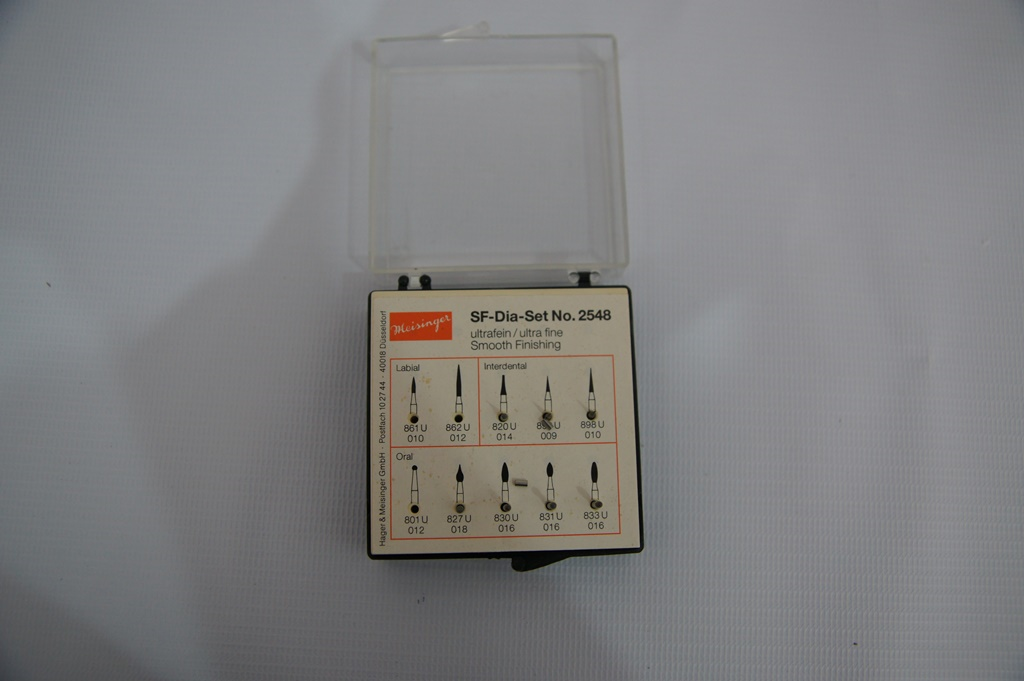 Meisinger
SF-Dia-Set No. 2548
ultrafein / ultra fine
Smooth Finishing
Hager & Meisinger GmbH · Postfach 10 27 44 · 40018 Düsseldorf
Labial
861 U 862 U
010 012
Interdental
820 U 898 U
014 009 010
Oral
801 U 827 U 830 U 831 U 833 U
012 018 016 016 016